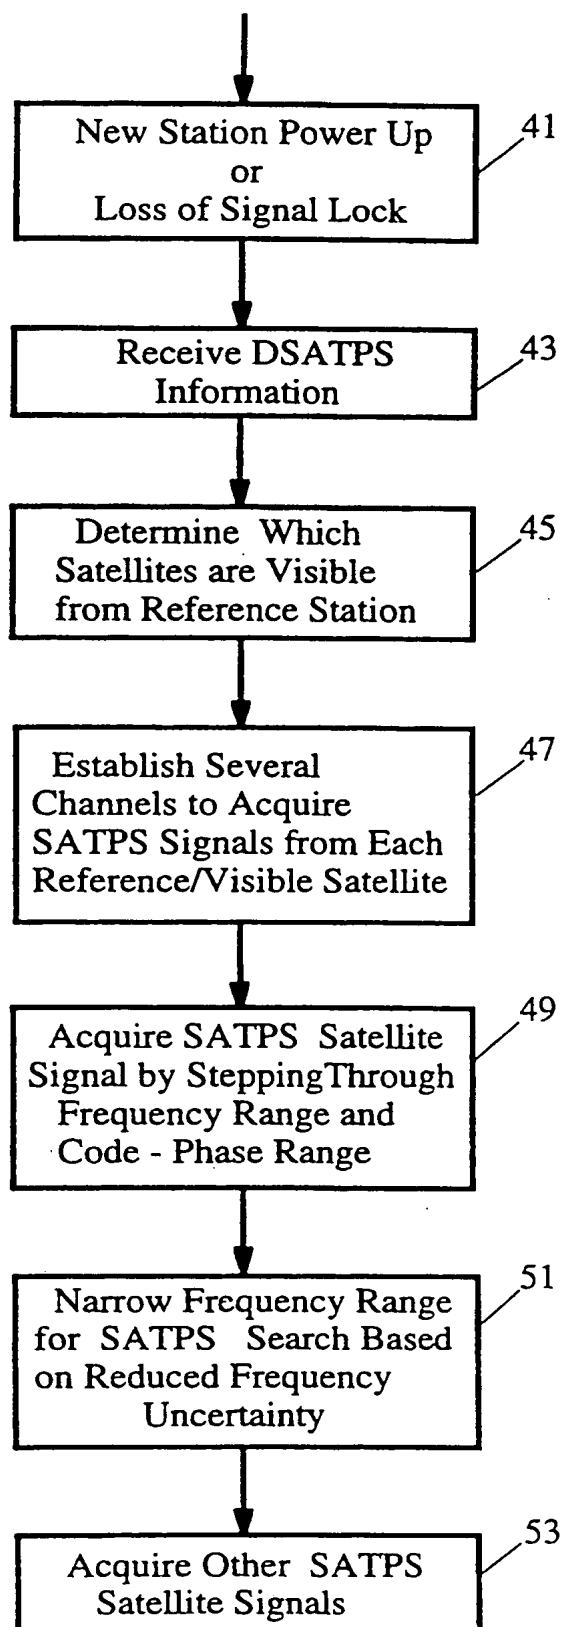 New Station Power Up
or
Loss of Signal Lock
41
Receive DSATPS
Information
43
Determine Which
Satellites are Visible
from Reference Station
45
Establish Several
Channels to Acquire
SATPS Signals from Each
Reference/Visible Satellite
47
Acquire SATPS Satellite
Signal by SteppingThrough
Frequency Range and
Code - Phase Range
49
Narrow Frequency Range
for SATPS Search Based
on Reduced Frequency
Uncertainty
51
Acquire Other SATPS
Satellite Signals
53